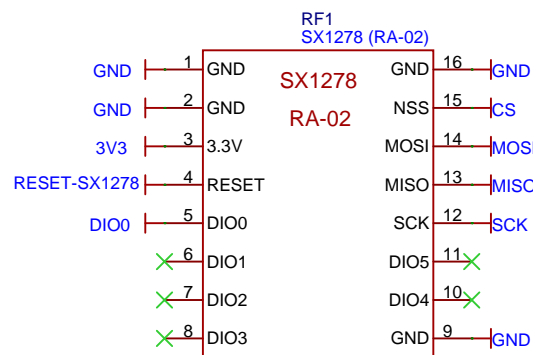 RF1
SX1278 (RA-02)
GND 1 GND GND 16 GND
SX1278
GND 2 GND NSS 15 CS
RA-02
3V3 3 3.3V MOSI 14 MOSI
RESET-SX1278 4 RESET MISO 13 MISO
DIO0 5 DIO0 SCK 12 SCK
6 DIO1 DIO5 11
7 DIO2 DIO4 10
8 DIO3 GND 9 GND